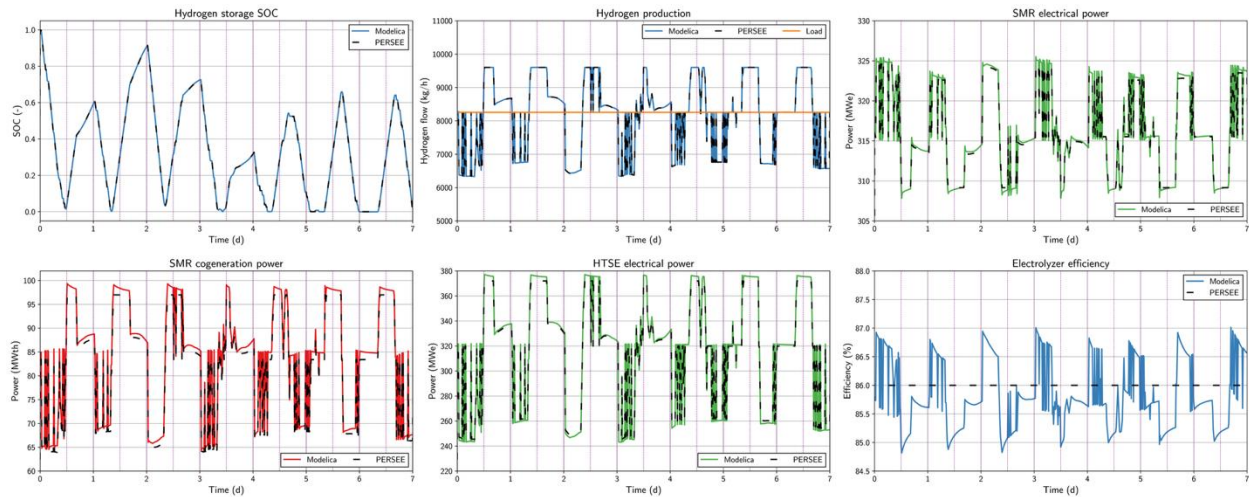 Hydrogen storage SOC
Modelica
PERSEE
1.0
0.8
0.6
0.4
0.2
0.0
SOC (-)
0 1 2 3 4 5 6 7
Time (d)
Hydrogen production
Modelica PERSEE Load
11000
10000
9000
8000
7000
6000
5000
Hydrogen flow (kg/h)
0 1 2 3 4 5 6 7
Time (d)
SMR electrical power
330
325
320
315
310
305
Power (MWe)
Modelica PERSEE
0 1 2 3 4 5 6 7
Time (d)
SMR cogeneration power
100
95
90
85
80
75
70
65
60
Power (MWth)
Modelica PERSEE
0 1 2 3 4 5 6 7
Time (d)
HTSE electrical power
380
360
340
320
300
280
260
240
220
Power (MWe)
Modelica PERSEE
0 1 2 3 4 5 6 7
Time (d)
Electrolyzer efficiency
Modelica
PERSEE
88.0
87.0
86.0
85.0
84.5
Efficiency (%)
0 1 2 3 4 5 6 7
Time (d)